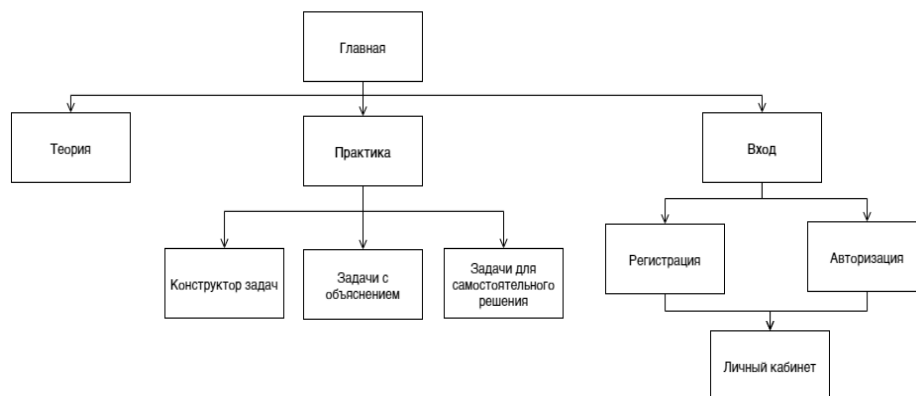 Главная
Теория
Практика
Вход
Конструктор задач
Задачи с
объяснением
Задачи для
самостоятельного
решения
Регистрация
Авторизация
Личный кабинет